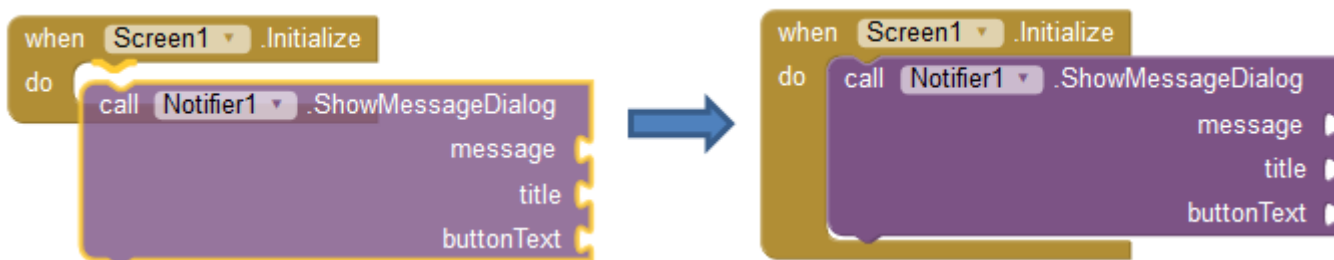 when Screen1 .Initialize
do
call Notifier1 .ShowMessageDialog
message
title
buttonText
when Screen1 .Initialize
do call Notifier1 .ShowMessageDialog
message
title
buttonText